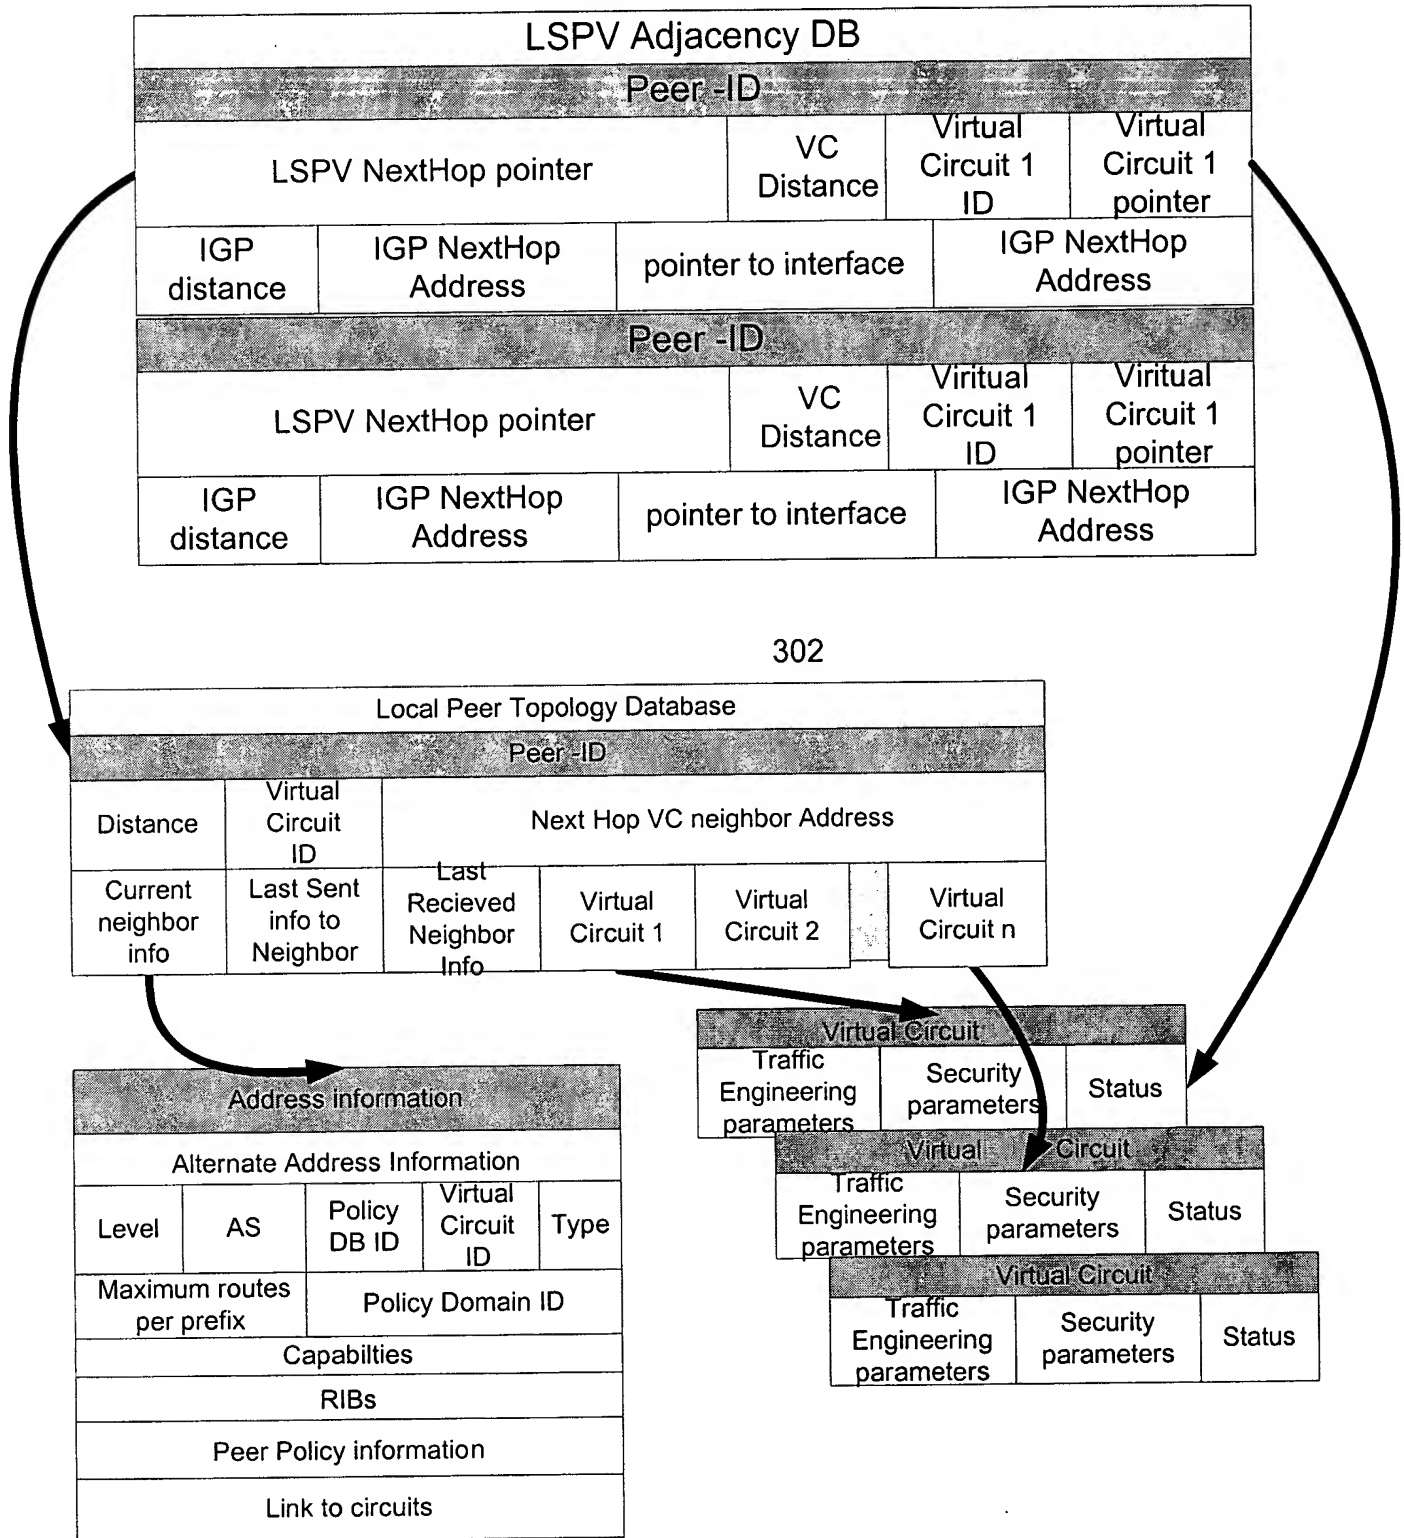 LSPV Adjacency DB
Peer -ID
LSPV NextHop pointer
VC
Distance
Virtual
Circuit 1
ID
Virtual
Circuit 1
pointer
IGP
distance
IGP NextHop
Address
pointer to interface
IGP NextHop
Address
Peer -ID
LSPV NextHop pointer
VC
Distance
Viritual
Circuit 1
ID
Viritual
Circuit 1
pointer
IGP
distance
IGP NextHop
Address
pointer to interface
IGP NextHop
Address
302
Local Peer Topology Database
Peer -ID
Distance
Virtual
Circuit
ID
Next Hop VC neighbor Address
Current
neighbor
info
Last Sent
info to
Neighbor
Last
Recieved
Neighbor
Info
Virtual
Circuit 1
Virtual
Circuit 2
Virtual
Circuit n
Virtual Circuit
Traffic
Engineering
parameters
Security
parameters
Status
Virtual Circuit
Traffic
Engineering
parameters
Security
parameters
Status
Virtual Circuit
Traffic
Engineering
parameters
Security
parameters
Status
Address information
Alternate Address Information
Level
AS
Policy
DB ID
Virtual
Circuit
ID
Type
Maximum routes
per prefix
Policy Domain ID
Capabilties
RIBs
Peer Policy information
Link to circuits